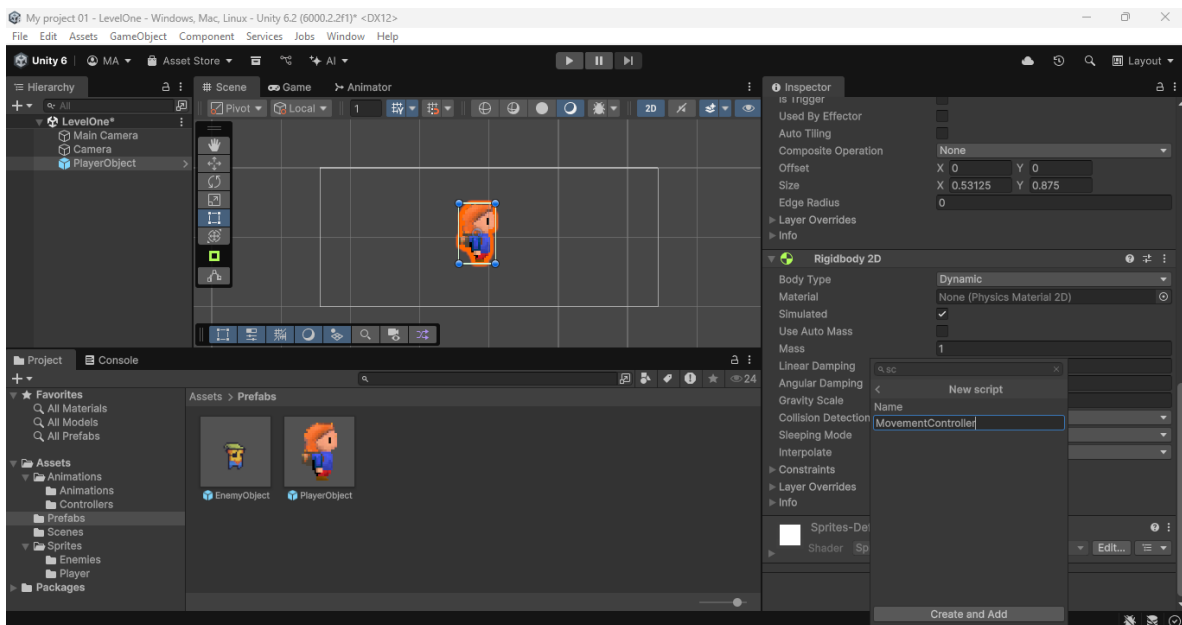 My project 01 - LevelOne - Windows, Mac, Linux - Unity 6.2 (6000.2.2f1)* <DX12>
File Edit Assets GameObject Component Services Jobs Window Help
Unity 6 MA Asset Store AI Layout
Hierarchy
All
LevelOne*
Main Camera
Camera
PlayerObject
Scene Game Animator
Pivot Local 1 2D
Inspector
Is Trigger
Used By Effector
Auto Tiling
Composite Operation None
Offset X 0 Y 0
Size X 0.53125 Y 0.875
Edge Radius 0
Layer Overrides
Info
Rigidbody 2D
Body Type Dynamic
Material None (Physics Material 2D)
Simulated
Use Auto Mass
Mass 1
Linear Damping
Angular Damping
Gravity Scale
Collision Detection
Sleeping Mode
Interpolate
Constraints
Layer Overrides
Info
Sprites-De
Shader Sp Edit...
sc
New script
Name
MovementController
Create and Add
Project Console
24
Favorites
All Materials
All Models
All Prefabs
Assets
Animations
Animations
Controllers
Prefabs
Scenes
Sprites
Enemies
Player
Packages
Assets > Prefabs
EnemyObject PlayerObject